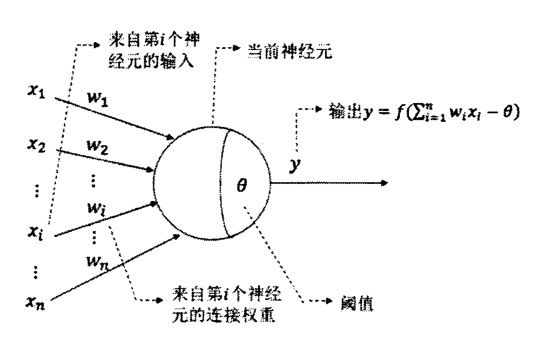 来自第i个神
经元的输入
当前神经元
x₁
w₁
输出y = f(∑ⁿᵢ₌₁ wᵢxᵢ − θ)
x₂
w₂
y
⋮
⋮
θ
xᵢ
wᵢ
⋮
⋮
wₙ
xₙ
来自第i个神经
元的连接权重
阈值